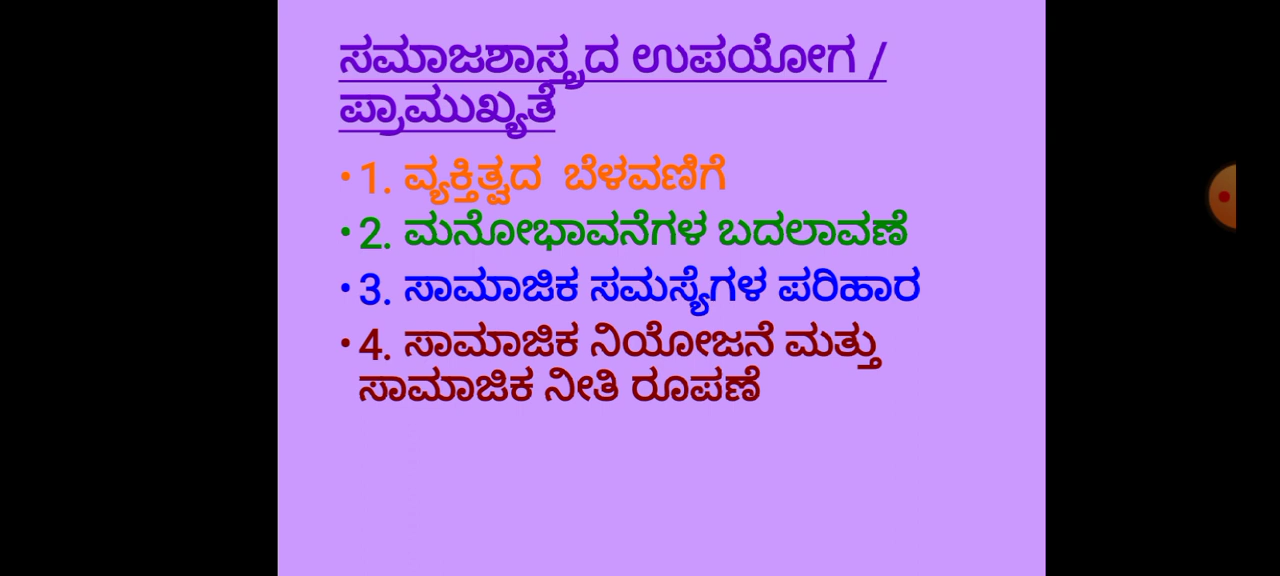 ಸಮಾಜಶಾಸ್ತ್ರದ ಉಪಯೋಗ /
ಪ್ರಾಮುಖ್ಯತೆ
• 1. ವ್ಯಕ್ತಿತ್ವದ ಬೆಳವಣಿಗೆ
• 2. ಮನೋಭಾವನೆಗಳ ಬದಲಾವಣೆ
• 3. ಸಾಮಾಜಿಕ ಸಮಸ್ಯೆಗಳ ಪರಿಹಾರ
• 4. ಸಾಮಾಜಿಕ ನಿಯೋಜನೆ ಮತ್ತು
ಸಾಮಾಜಿಕ ನೀತಿ ರೂಪಣೆ